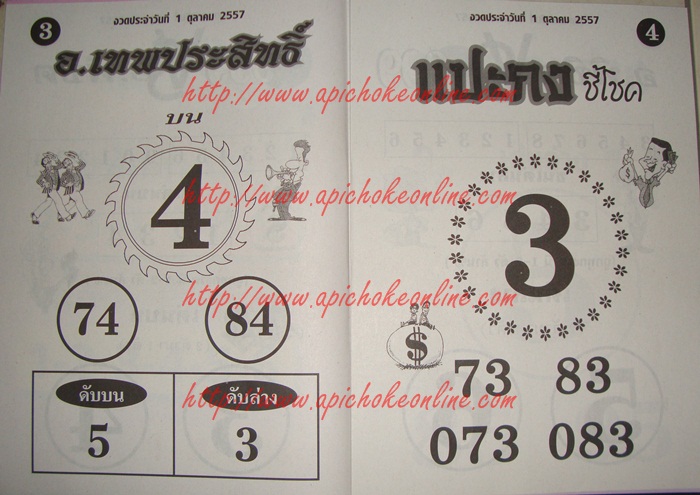 3
งวดประจำวันที่ 1 ตุลาคม 2557
อ.เทพประสิทธิ์
http://www.apichokeonline.com
บน
4
http://www.apichokeonline.com
74
84
http://www.apichokeonline.com
ดับบน
ดับล่าง
http://www.apichokeonline.com
5
3
งวดประจำวันที่ 1 ตุลาคม 2557
4
แปะกง ชี้โชค
3
$
73 83
073 083